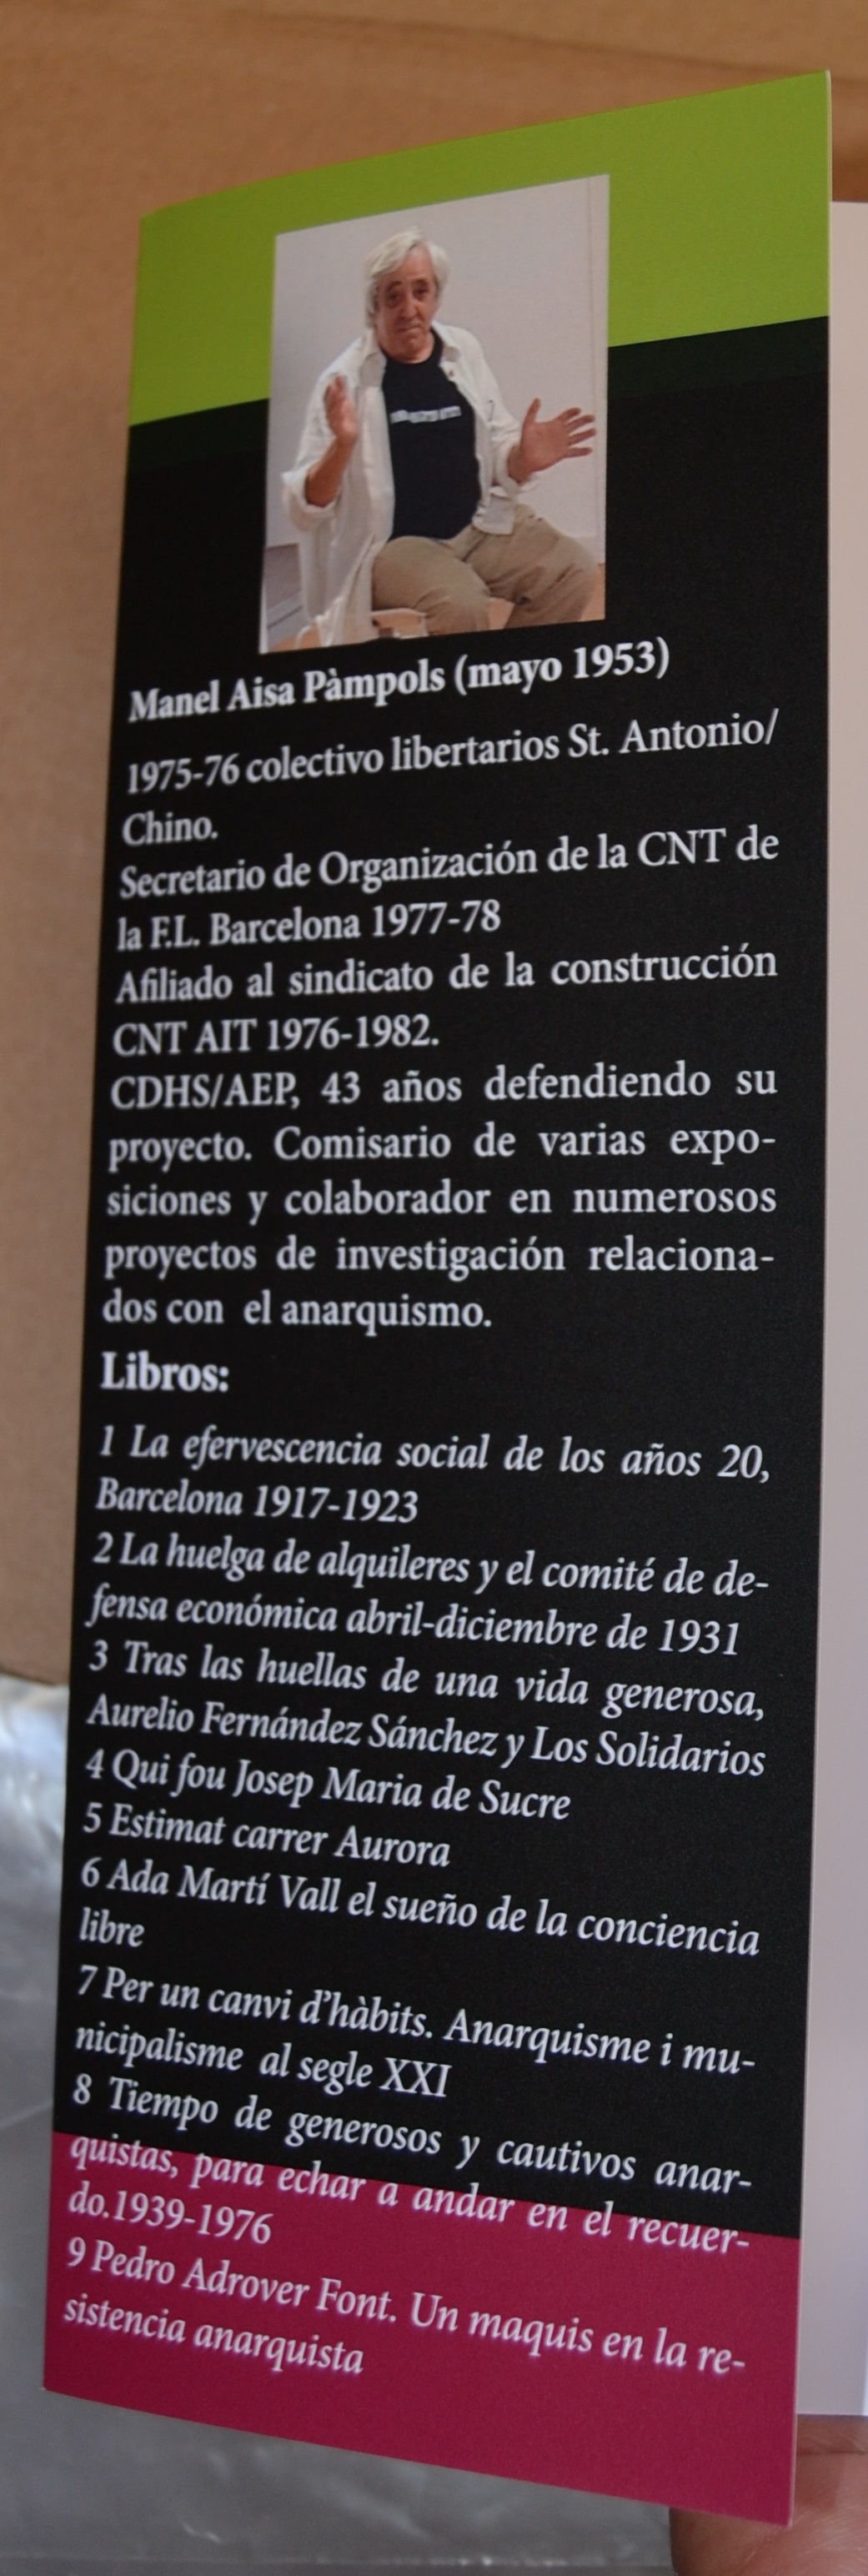 Manel Aisa Pàmpols (mayo 1953)
1975-76 colectivo libertarios St. Antonio/
Chino.
Secretario de Organización de la CNT de
la F.L. Barcelona 1977-78
Afiliado al sindicato de la construcción
CNT AIT 1976-1982.
CDHS/AEP, 43 años defendiendo su
proyecto. Comisario de varias expo-
siciones y colaborador en numerosos
proyectos de investigación relaciona-
dos con el anarquismo.
Libros:
1 La efervescencia social de los años 20,
Barcelona 1917-1923
2 La huelga de alquileres y el comité de de-
fensa económica abril-diciembre de 1931
3 Tras las huellas de una vida generosa,
Aurelio Fernández Sánchez y Los Solidarios
4 Qui fou Josep Maria de Sucre
5 Estimat carrer Aurora
6 Ada Martí Vall el sueño de la conciencia
libre
7 Per un canvi d'hàbits. Anarquisme i mu-
nicipalisme al segle XXI
8 Tiempo de generosos y cautivos anar-
quistas, para echar a andar en el recuer-
do.1939-1976
9 Pedro Adrover Font. Un maquis en la re-
sistencia anarquista